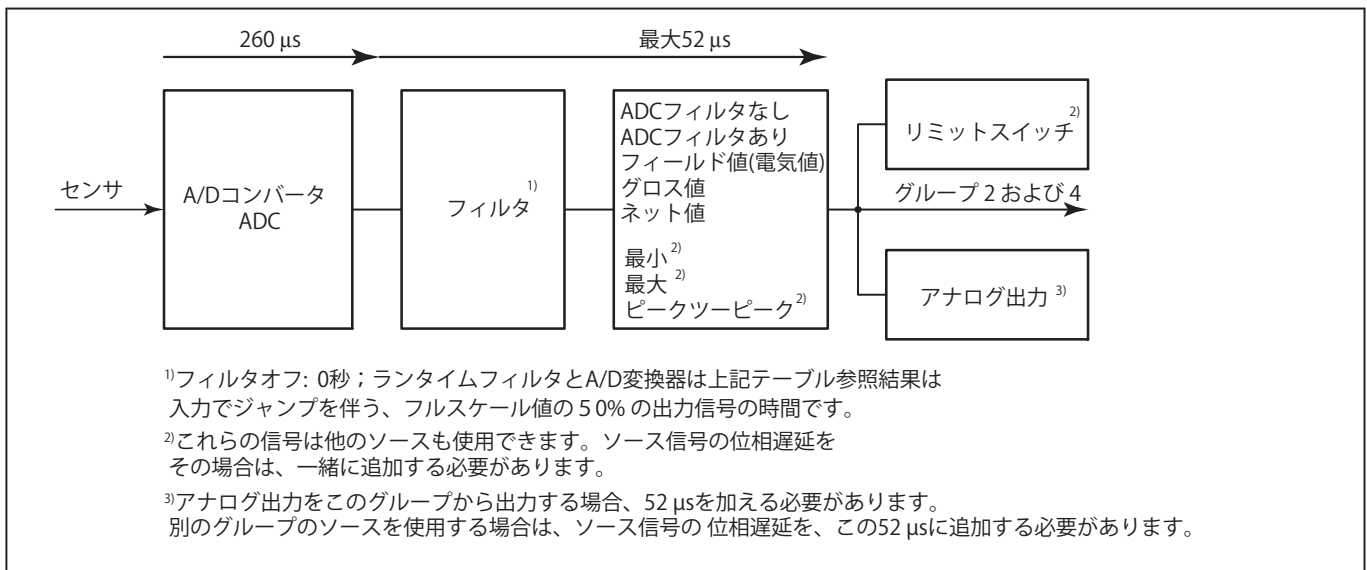 260 μs
最大52 μs
センサ
A/Dコンバータ
ADC
フィルタ 1)
ADCフィルタなし
ADCフィルタあり
フィールド値(電気値)
グロス値
ネット値
最小 2)
最大 2)
ピークツーピーク 2)
リミットスイッチ 2)
グループ 2 および 4
アナログ出力 3)
1)フィルタオフ: 0秒；ランタイムフィルタとA/D変換器は上記テーブル参照結果は
入力でジャンプを伴う、フルスケール値の 5 0% の出力信号の時間です。
2)これらの信号は他のソースも使用できます。ソース信号の位相遅延を
その場合は、一緒に追加する必要があります。
3)アナログ出力をこのグループから出力する場合、52 μsを加える必要があります。
別のグループのソースを使用する場合は、ソース信号の 位相遅延を、この52 μsに追加する必要があります。